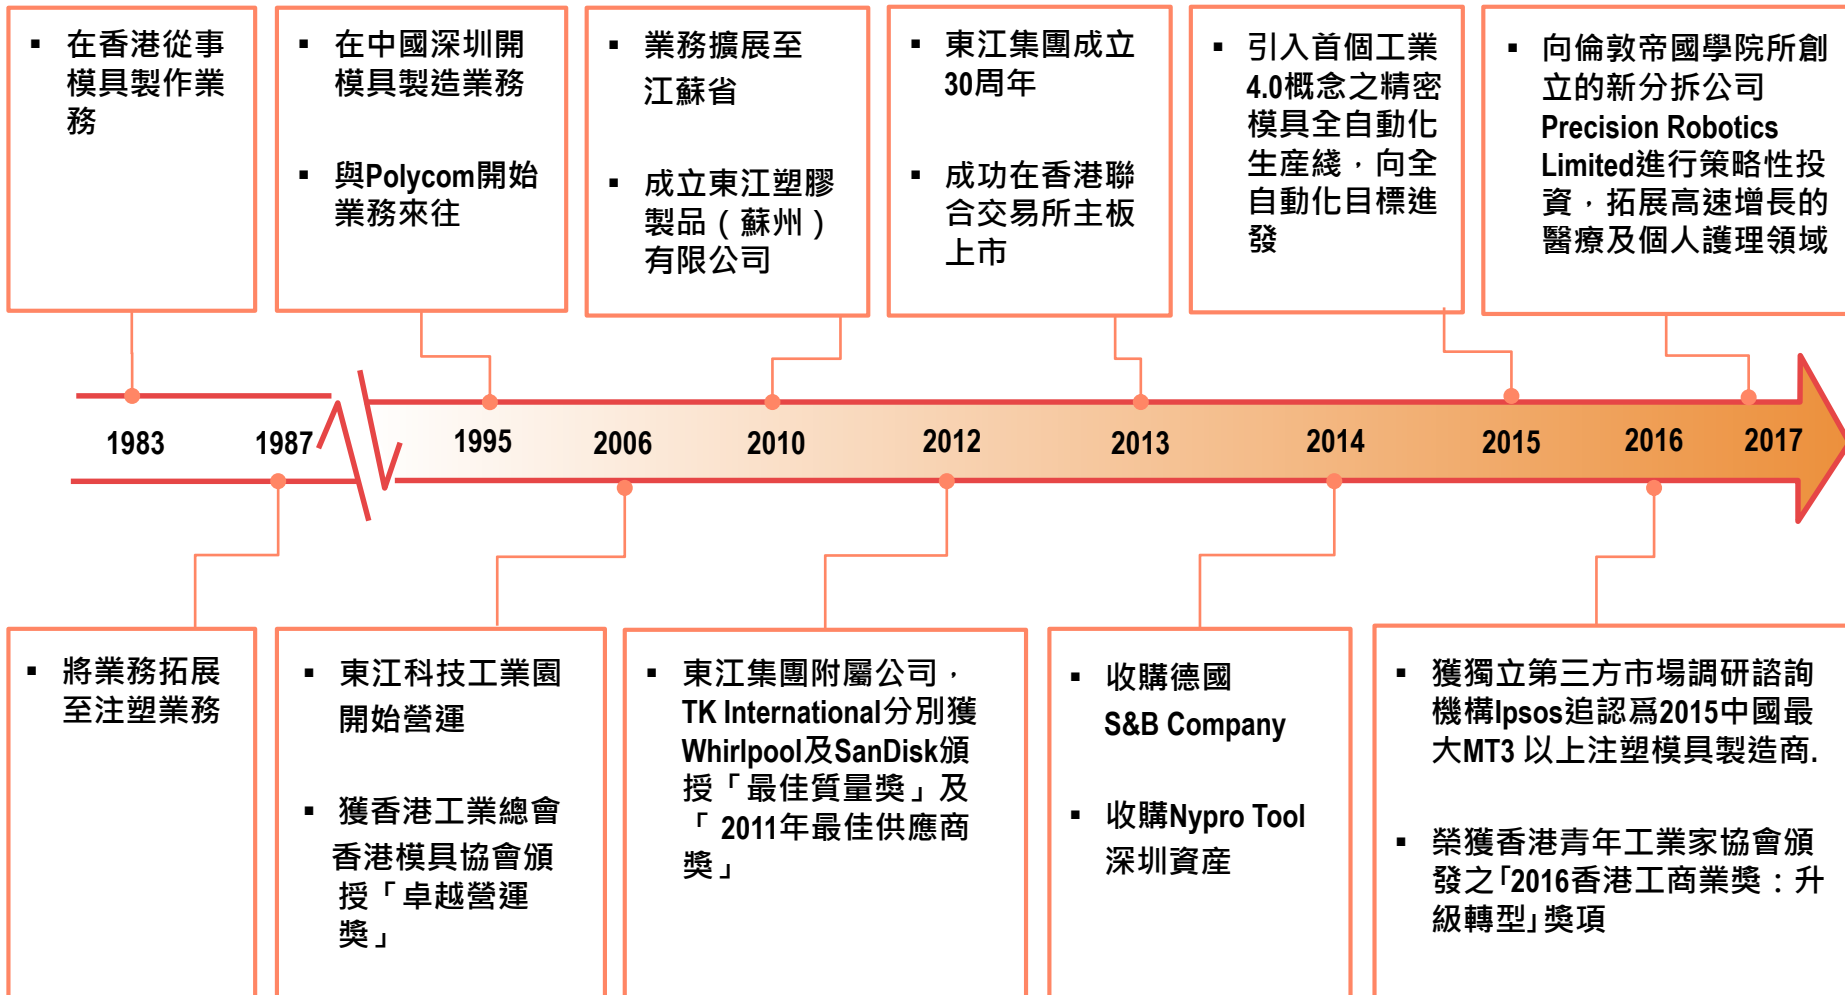 ▪ 在香港從事
模具製作業
務
▪ 在中國深圳開
模具製造業務
▪ 與Polycom開始
業務來往
▪ 業務擴展至
江蘇省
▪ 成立東江塑膠
製品（蘇州）
有限公司
▪ 東江集團成立
30周年
▪ 成功在香港聯
合交易所主板
上市
▪ 引入首個工業
4.0概念之精密
模具全自動化
生産綫，向全
自動化目標進
發
▪ 向倫敦帝國學院所創
立的新分拆公司
Precision Robotics
Limited進行策略性投
資，拓展高速增長的
醫療及個人護理領域
1983 1987 1995 2006 2010 2012 2013 2014 2015 2016 2017
▪ 將業務拓展
至注塑業務
▪ 東江科技工業園
開始營運
▪ 獲香港工業總會
香港模具協會頒
授「卓越營運
獎」
▪ 東江集團附屬公司，
TK International分別獲
Whirlpool及SanDisk頒
授「最佳質量獎」及
「 2011年最佳供應商
獎」
▪ 收購德國
S&B Company
▪ 收購Nypro Tool
深圳資産
▪ 獲獨立第三方市場調研諮詢
機構Ipsos追認爲2015中國最
大MT3 以上注塑模具製造商.
▪ 榮獲香港青年工業家協會頒
發之「2016香港工商業獎：升
級轉型」獎項